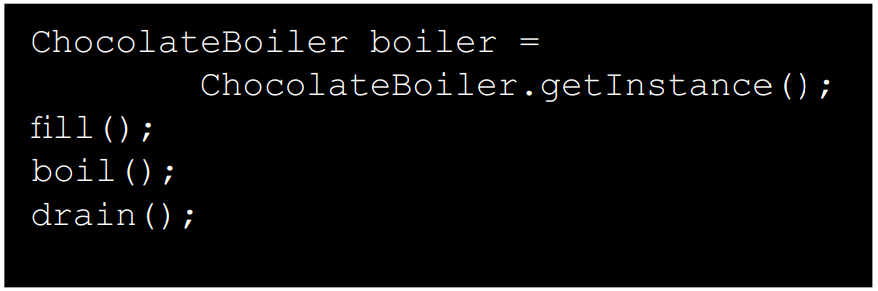 ChocolateBoiler boiler =
ChocolateBoiler.getInstance();
fill();
boil();
drain();